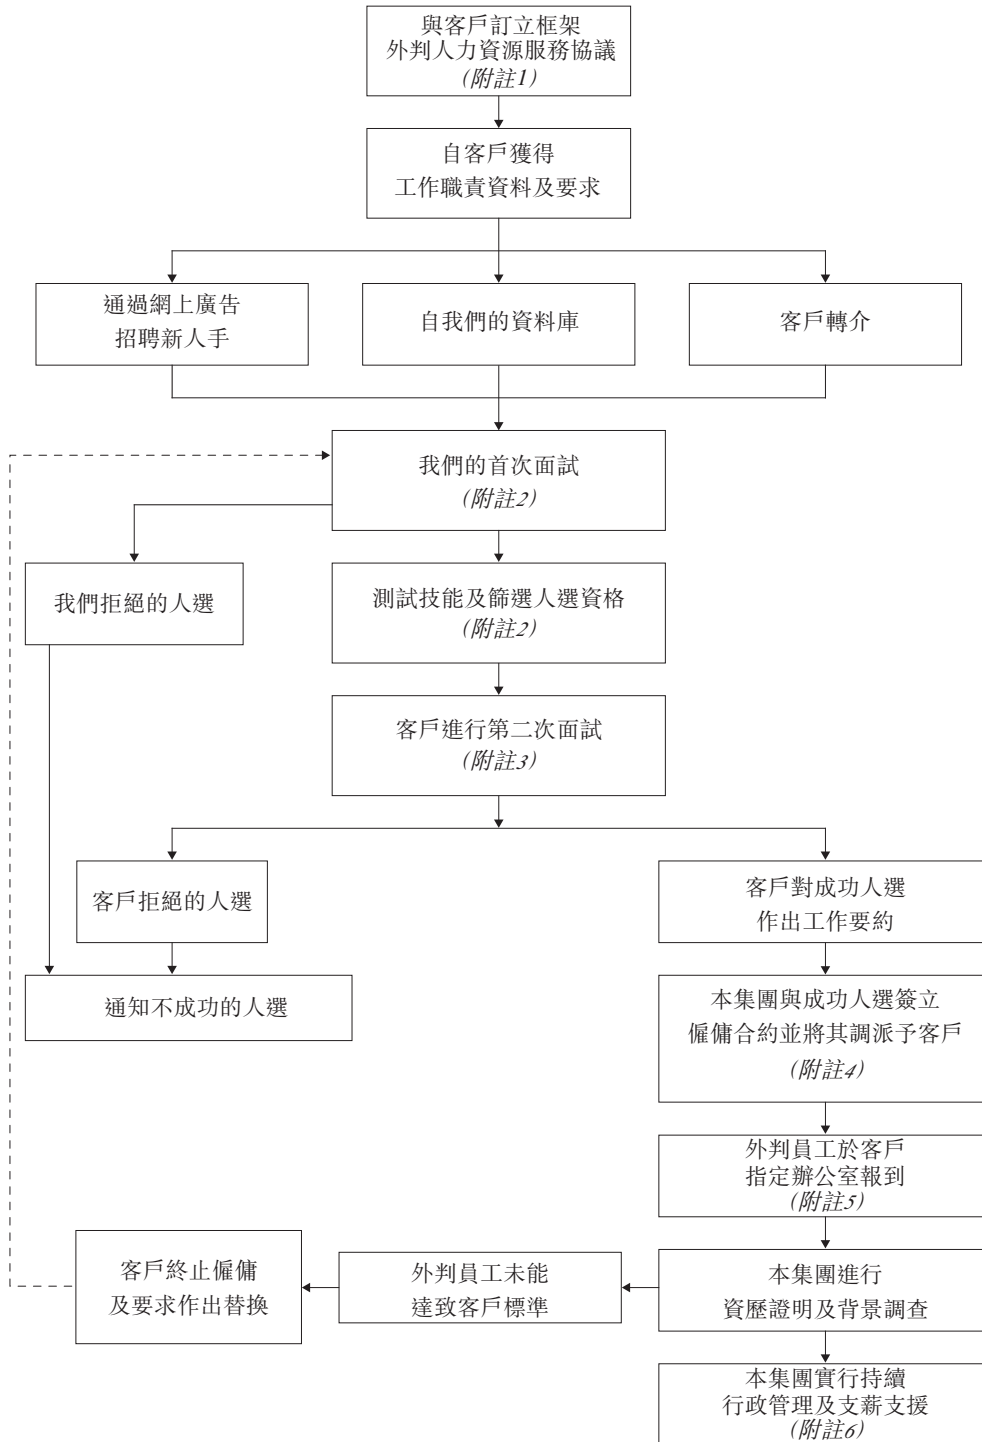 與客戶訂立框架
外判人力資源服務協議
(附註1)
自客戶獲得
工作職責資料及要求
通過網上廣告
招聘新人手
自我們的資料庫
客戶轉介
我們的首次面試
(附註2)
我們拒絕的人選
測試技能及篩選人選資格
(附註2)
客戶進行第二次面試
(附註3)
客戶拒絕的人選
客戶對成功人選
作出工作要約
通知不成功的人選
本集團與成功人選簽立
僱傭合約並將其調派予客戶
(附註4)
外判員工於客戶
指定辦公室報到
(附註5)
客戶終止僱傭
及要求作出替換
外判員工未能
達致客戶標準
本集團進行
資歷證明及背景調查
本集團實行持續
行政管理及支薪支援
(附註6)